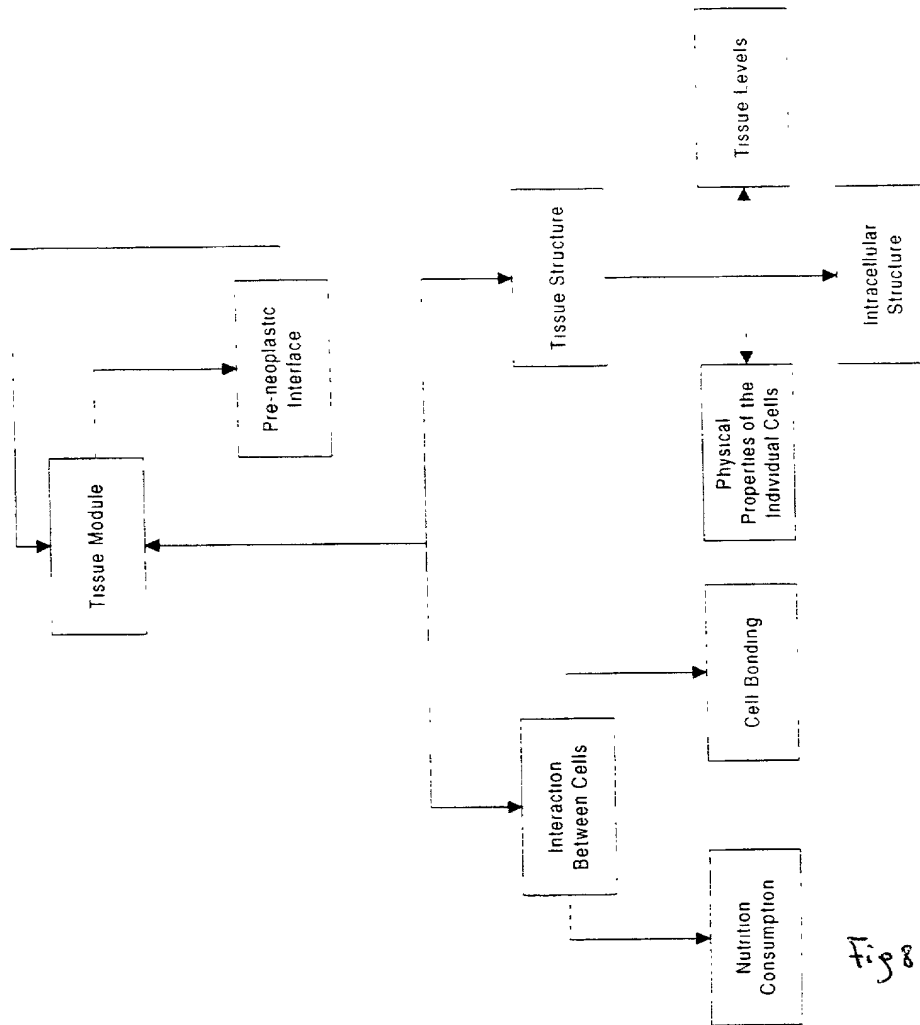 Tissue Module
Pre-neoplastic
Interlace
Interaction
Between Cells
Tissue Structure
Nutrition
Consumption
Cell Bonding
Physical
Properties of the
Individual Cells
Tissue Levels
Intracellular
Structure
Fig 8